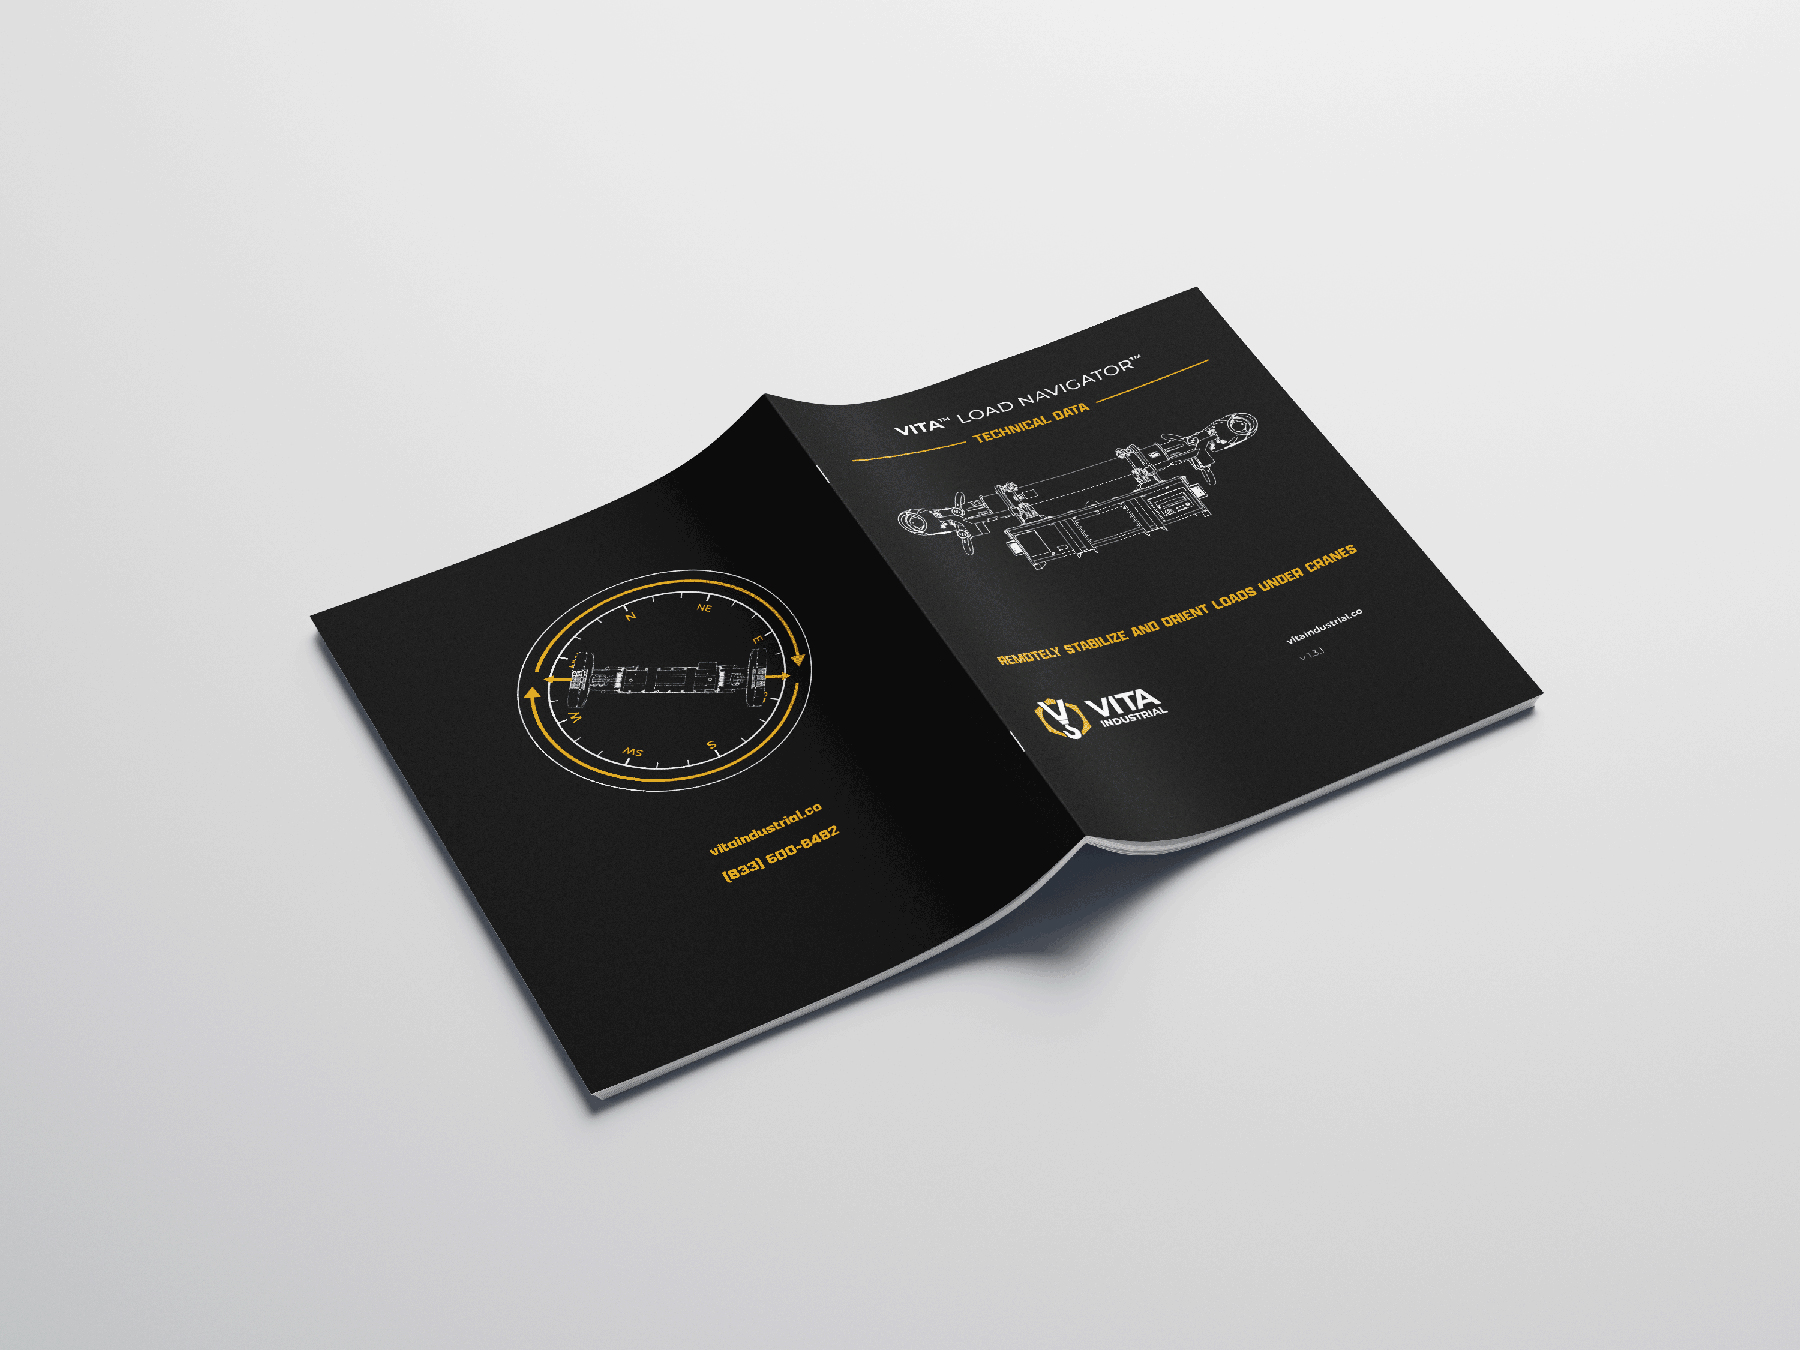 VITA™ LOAD NAVIGATOR™
TECHNICAL DATA
REMOTELY STABILIZE AND ORIENT LOADS UNDER CRANES
vitaindustrial.co
v 1.3.1
VITA
INDUSTRIAL
N
NE
E
S
SW
W
vitaindustrial.co
(833) 600-8482